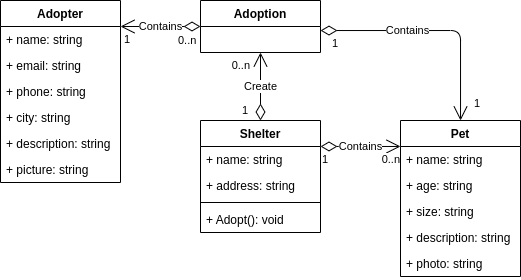 Adopter
+ name: string
+ email: string
+ phone: string
+ city: string
+ description: string
+ picture: string
Contains
1
0..n
Adoption
Contains
1
1
0..n
Create
1
Shelter
+ name: string
+ address: string
+ Adopt(): void
Contains
1
0..n
Pet
+ name: string
+ age: string
+ size: string
+ description: string
+ photo: string